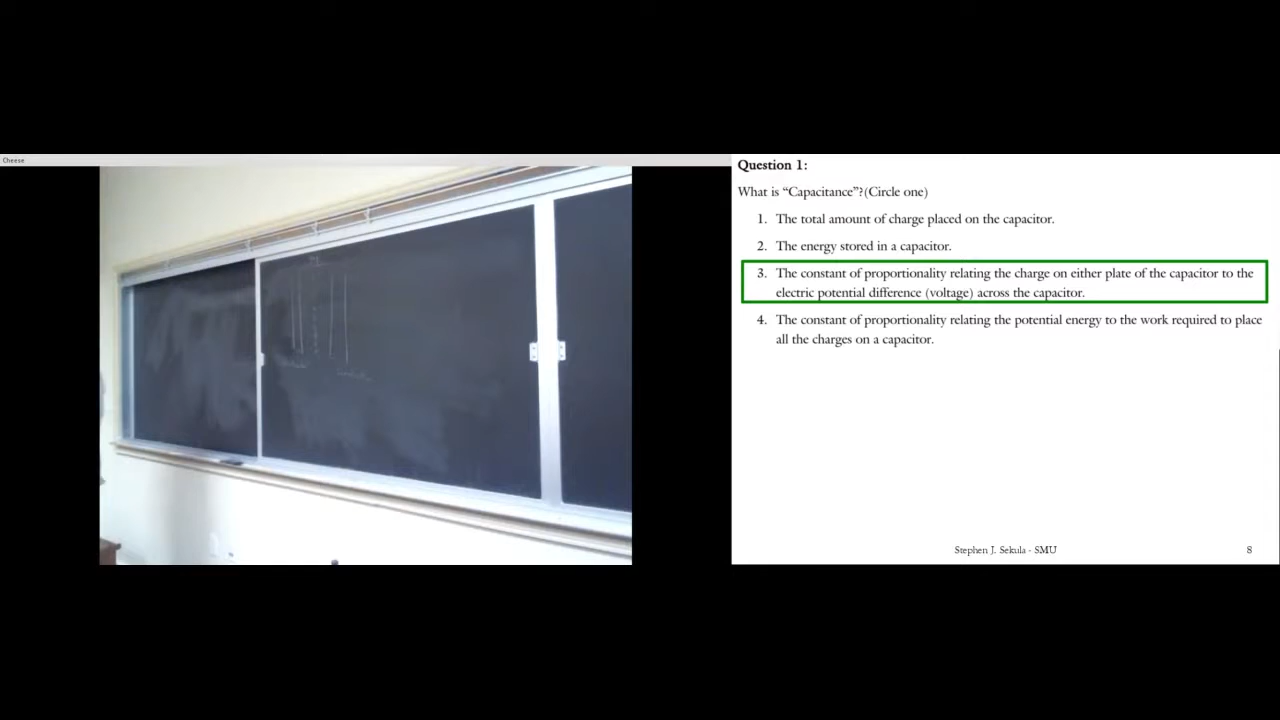 Cheese
Question 1:
What is “Capacitance”?(Circle one)
1. The total amount of charge placed on the capacitor.
2. The energy stored in a capacitor.
3. The constant of proportionality relating the charge on either plate of the capacitor to the
electric potential difference (voltage) across the capacitor.
4. The constant of proportionality relating the potential energy to the work required to place
all the charges on a capacitor.
Stephen J. Sekula - SMU
8